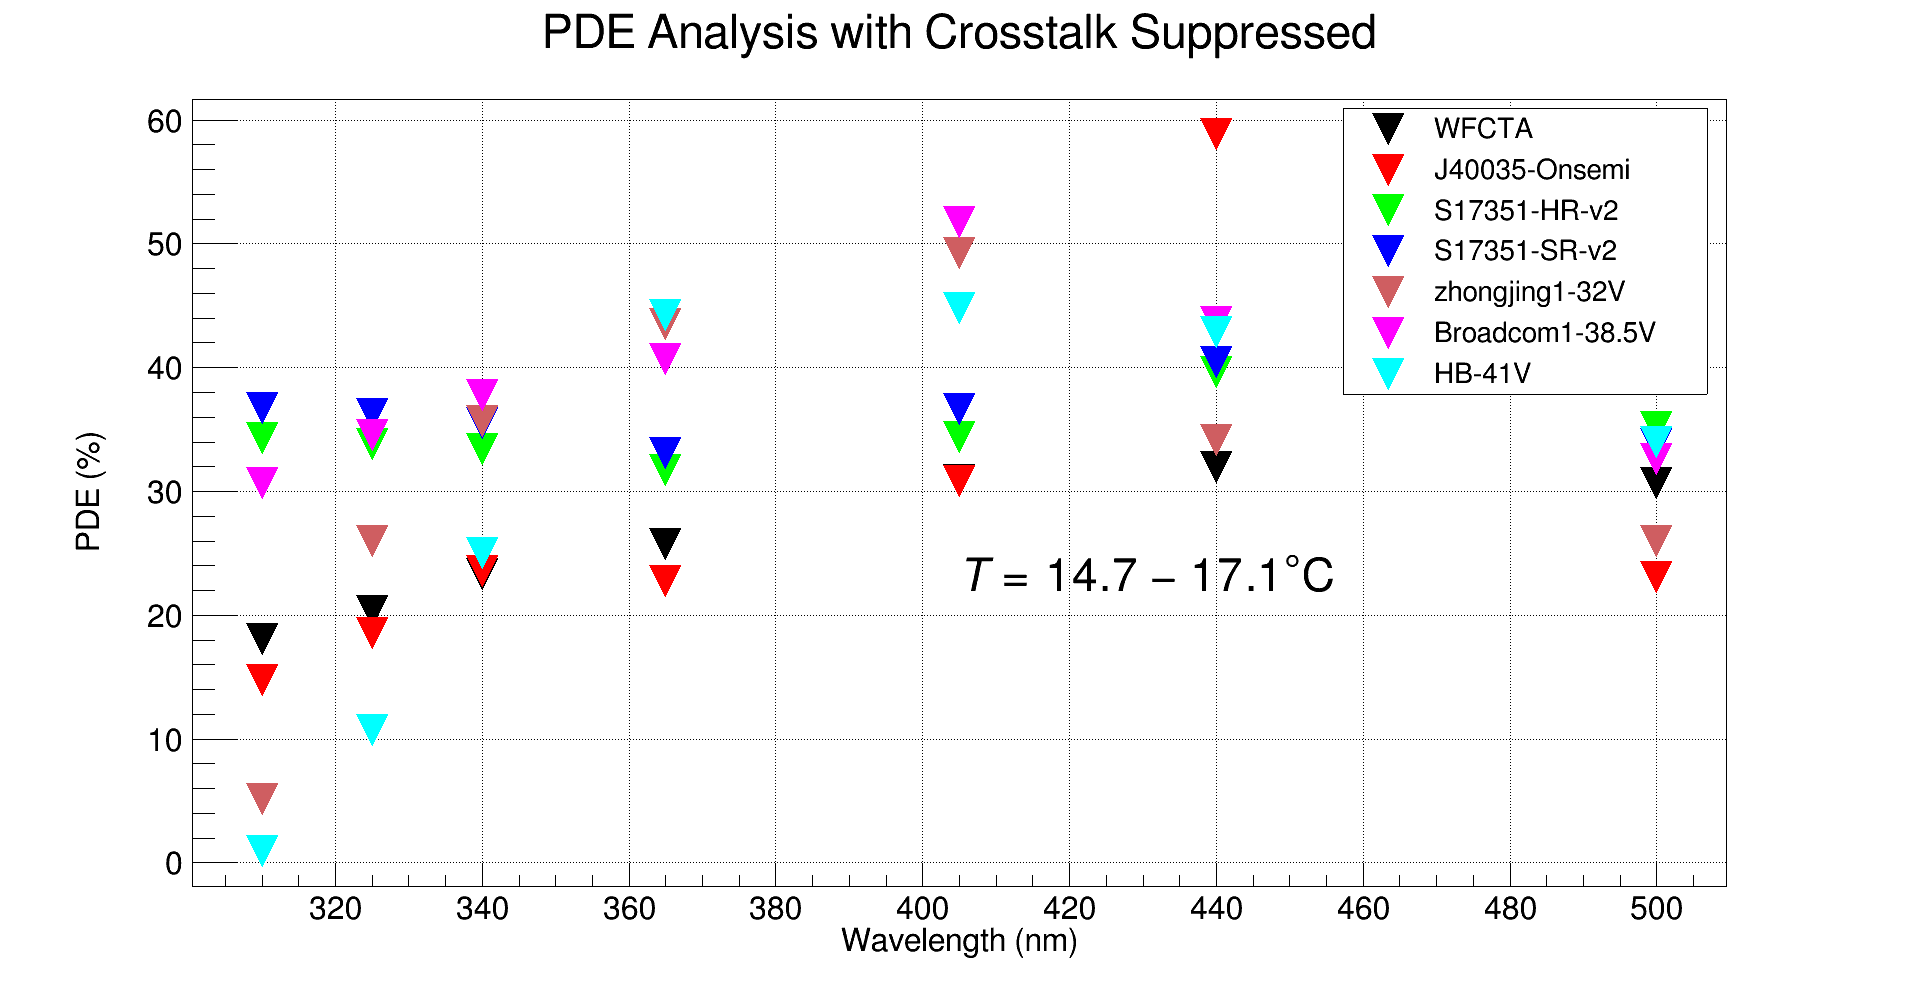 PDE Analysis with Crosstalk Suppressed
60
50
40
30
20
10
0
PDE (%)
WFCTA
J40035-Onsemi
S17351-HR-v2
S17351-SR-v2
zhongjing1-32V
Broadcom1-38.5V
HB-41V
T = 14.7 – 17.1°C
320 340 360 380 400 420 440 460 480 500
Wavelength (nm)